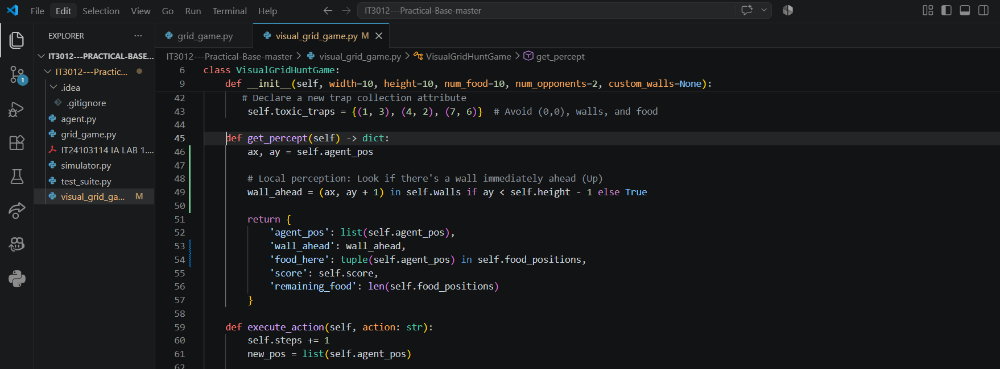 File Edit Selection View Go Run Terminal Help
IT3012---Practical-Base-master
EXPLORER
IT3012---PRACTICAL-BASE...
IT3012---Practic...
.idea
.gitignore
agent.py
grid_game.py
IT24103114 IA LAB 1....
simulator.py
test_suite.py
visual_grid_ga... M
1
grid_game.py
visual_grid_game.py M
IT3012---Practical-Base-master > visual_grid_game.py > VisualGridHuntGame > get_percept
6 class VisualGridHuntGame:
9 def __init__(self, width=10, height=10, num_food=10, num_opponents=2, custom_walls=None):
42 # Declare a new trap collection attribute
43 self.toxic_traps = {(1, 3), (4, 2), (7, 6)} # Avoid (0,0), walls, and food
44
45 def get_percept(self) -> dict:
46 ax, ay = self.agent_pos
47
48 # Local perception: Look if there's a wall immediately ahead (Up)
49 wall_ahead = (ax, ay + 1) in self.walls if ay < self.height - 1 else True
50
51 return {
52 'agent_pos': list(self.agent_pos),
53 'wall_ahead': wall_ahead,
54 'food_here': tuple(self.agent_pos) in self.food_positions,
55 'score': self.score,
56 'remaining_food': len(self.food_positions)
57 }
58
59 def execute_action(self, action: str):
60 self.steps += 1
61 new_pos = list(self.agent_pos)
62